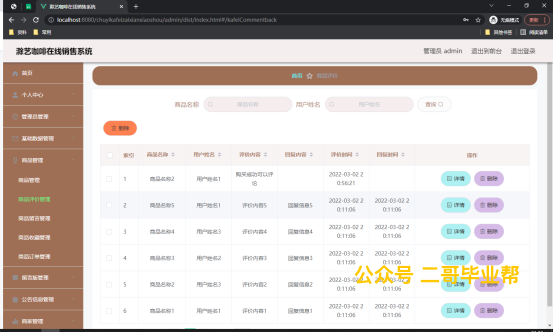 滁艺咖啡在线销售系统
localhost:8080/chuyikafeizaixianxiaoshou/admin/dist/index.html#/kafeiCommentback
无痕模式
更新
资料
常用
其他书签
阅读清单
滁艺咖啡在线销售系统
管理员 admin
退出到前台
退出登录
首页
个人中心
管理员管理
基础数据管理
商品管理
商品管理
商品评价管理
商品留言管理
商品收藏管理
商品订单管理
留言版管理
公告信息管理
商家管理
首页 商品评价
商品名称 商品名称 用户姓名 用户姓名 查询
删除
索引 商品名称 用户姓名 评价内容 回复内容 评价时间 回复时间 操作
1 商品名称2 用户姓名1 购买成功可以评论 2022-03-02 20:56:21 详情 删除
2 商品名称5 用户姓名2 评价内容5 回复信息5 2022-03-02 20:11:06 2022-03-02 20:11:06 详情 删除
3 商品名称4 用户姓名3 评价内容4 回复信息4 2022-03-02 20:11:06 2022-03-02 20:11:06 详情 删除
4 商品名称3 用户姓名1 评价内容3 回复信息3 2022-03-02 20:11:06 2022-03-02 20:11:06 详情 删除
5 商品名称2 用户姓名3 评价内容2 回复信息2 2022-03-02 20:11:06 2022-03-02 20:11:06 详情 删除
6 商品名称1 用户姓名1 评价内容1 回复信息1 2022-03-02 20:11:06 2022-03-02 20:11:06 详情 删除
公众号 二哥毕业帮